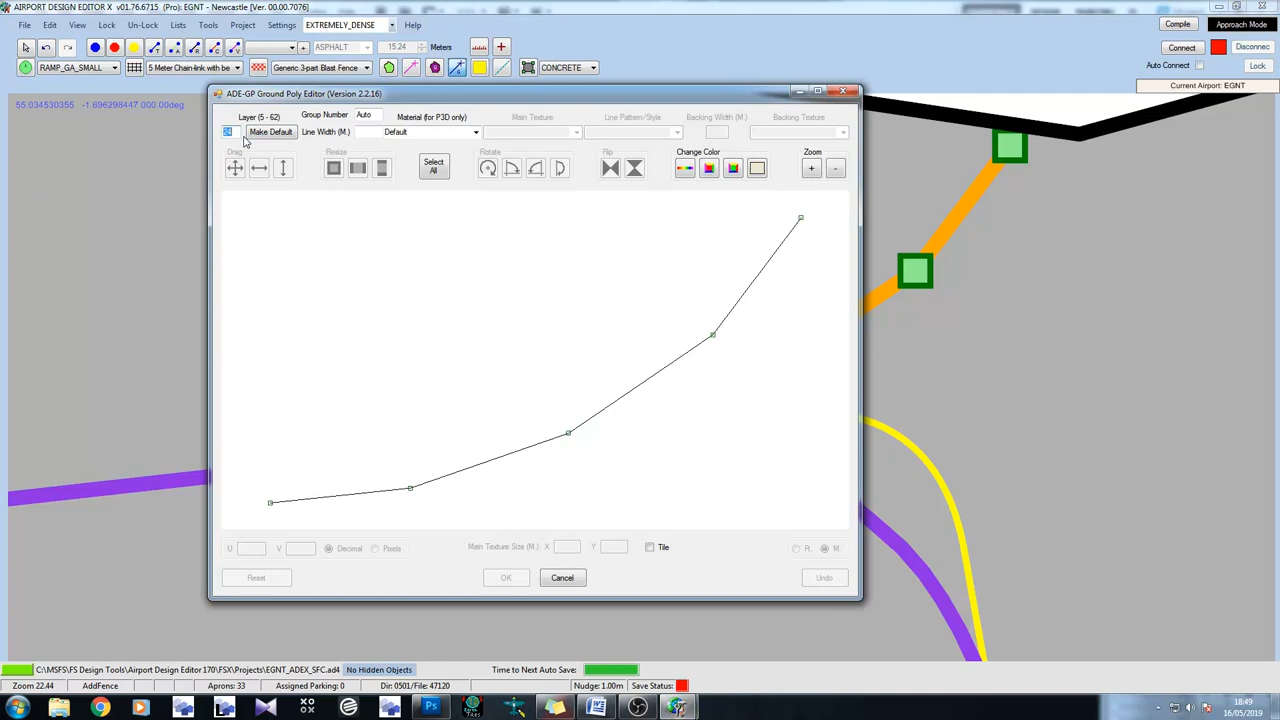 AIRPORT DESIGN EDITOR X v01.76.6715 (Pro): EGNT - Newcastle (Ver. 00.00.7076)
File Edit View Lock Un-Lock Lists Tools Project Settings EXTREMELY_DENSE Help Compile Approach Mode
ASPHALT 15.24 Meters Connect Disconnec
RAMP_GA_SMALL 5 Meter Chain-link with Be Generic 3-part Blast Fence CONCRETE Auto Connect Lock
Current Airport: EGNT
55.034530355 -1.696298447 000.00deg
ADE-GP Ground Poly Editor (Version 2.2.16)
Layer (5 - 62) Group Number Auto Material (for P3D only) Main Texture Line Pattern/Style Backing Width (M.) Backing Texture
24 Make Default Line Width (M.) Default
Drag Resize Select All Rotate Flip Change Color Zoom
+ -
U V Decimal Pixels Main Texture Size (M.) X Y Tile Ft. M.
Reset OK Cancel Undo
C:\MSFS\FS Design Tools\Airport Design Editor 170\FSX\Projects\EGNT_ADEX_SFC.ad4 No Hidden Objects Time to Next Auto Save:
Zoom 22.44 AddFence Aprons: 33 Assigned Parking: 0 Dir: 0501/File: 47120 Nudge: 1.00m Save Status:
18:49
16/05/2019